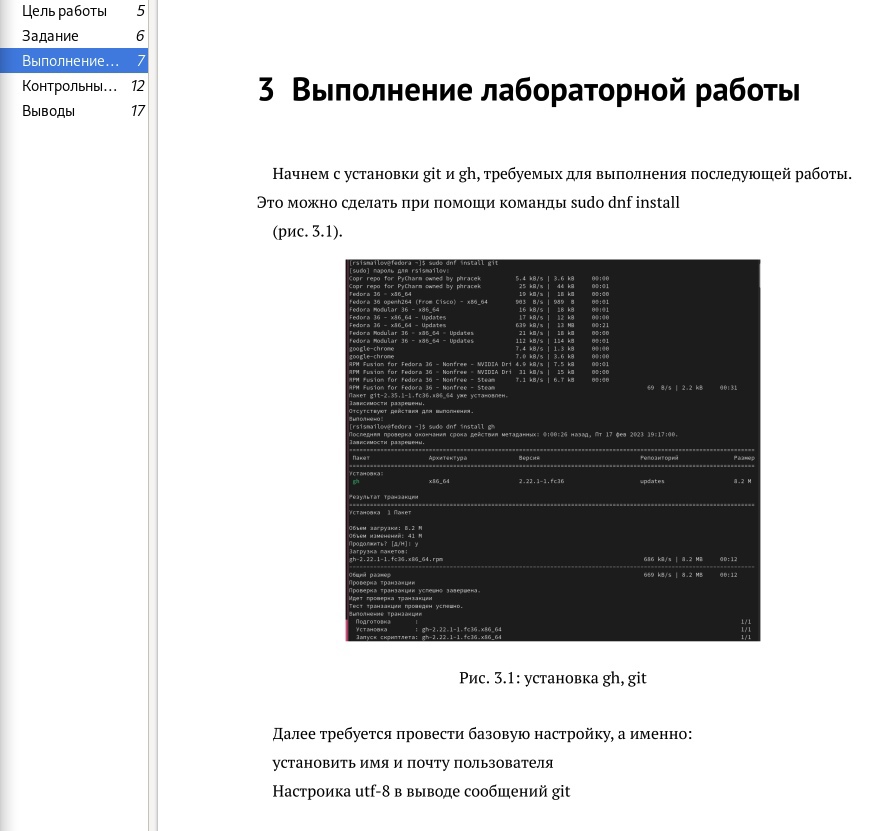 Цель работы 5
Задание 6
Выполнение... 7
Контрольны... 12
Выводы 17
3 Выполнение лабораторной работы
Начнем с установки git и gh, требуемых для выполнения последующей работы.
Это можно сделать при помощи команды sudo dnf install
(рис. 3.1).
[rsismailov@fedora ~]$ sudo dnf install git
[sudo] пароль для rsismailov:
Copr repo for PyCharm owned by phracek 5.4 kB/s | 3.6 kB 00:00
Copr repo for PyCharm owned by phracek 25 kB/s | 44 kB 00:01
Fedora 36 - x86_64 19 kB/s | 18 kB 00:00
Fedora 36 openh264 (From Cisco) - x86_64 903 B/s | 989 B 00:01
Fedora Modular 36 - x86_64 16 kB/s | 18 kB 00:01
Fedora 36 - x86_64 - Updates 17 kB/s | 12 kB 00:00
Fedora 36 - x86_64 - Updates 639 kB/s | 13 MB 00:21
Fedora Modular 36 - x86_64 - Updates 21 kB/s | 18 kB 00:00
Fedora Modular 36 - x86_64 - Updates 112 kB/s | 114 kB 00:01
google-chrome 7.4 kB/s | 1.3 kB 00:00
google-chrome 7.0 kB/s | 3.6 kB 00:00
RPM Fusion for Fedora 36 - Nonfree - NVIDIA Dri 4.9 kB/s | 7.5 kB 00:01
RPM Fusion for Fedora 36 - Nonfree - NVIDIA Dri 31 kB/s | 15 kB 00:00
RPM Fusion for Fedora 36 - Nonfree - Steam 7.1 kB/s | 6.7 kB 00:00
RPM Fusion for Fedora 36 - Nonfree - Steam 69 B/s | 2.2 kB 00:31
Пакет git-2.35.1-1.fc36.x86_64 уже установлен.
Зависимости разрешены.
Отсутствуют действия для выполнения.
Выполнено!
[rsismailov@fedora ~]$ sudo dnf install gh
Последняя проверка окончания срока действия метаданных: 0:00:26 назад, Пт 17 фев 2023 19:17:00.
Зависимости разрешены.
Пакет Архитектура Версия Репозиторий Размер
Установка:
gh x86_64 2.22.1-1.fc36 updates 8.2 M
Результат транзакции
Установка 1 Пакет
Объем загрузки: 8.2 M
Объем изменений: 41 M
Продолжить? [д/Н]: y
Загрузка пакетов:
gh-2.22.1-1.fc36.x86_64.rpm 686 kB/s | 8.2 MB 00:12
Общий размер 669 kB/s | 8.2 MB 00:12
Проверка транзакции
Проверка транзакции успешно завершена.
Идет проверка транзакции
Тест транзакции проведен успешно.
Выполнение транзакции
Подготовка : 1/1
Установка : gh-2.22.1-1.fc36.x86_64 1/1
Запуск скриптлета: gh-2.22.1-1.fc36.x86_64 1/1
Рис. 3.1: установка gh, git
Далее требуется провести базовую настройку, а именно:
установить имя и почту пользователя
Настроика utf-8 в выводе сообщений git